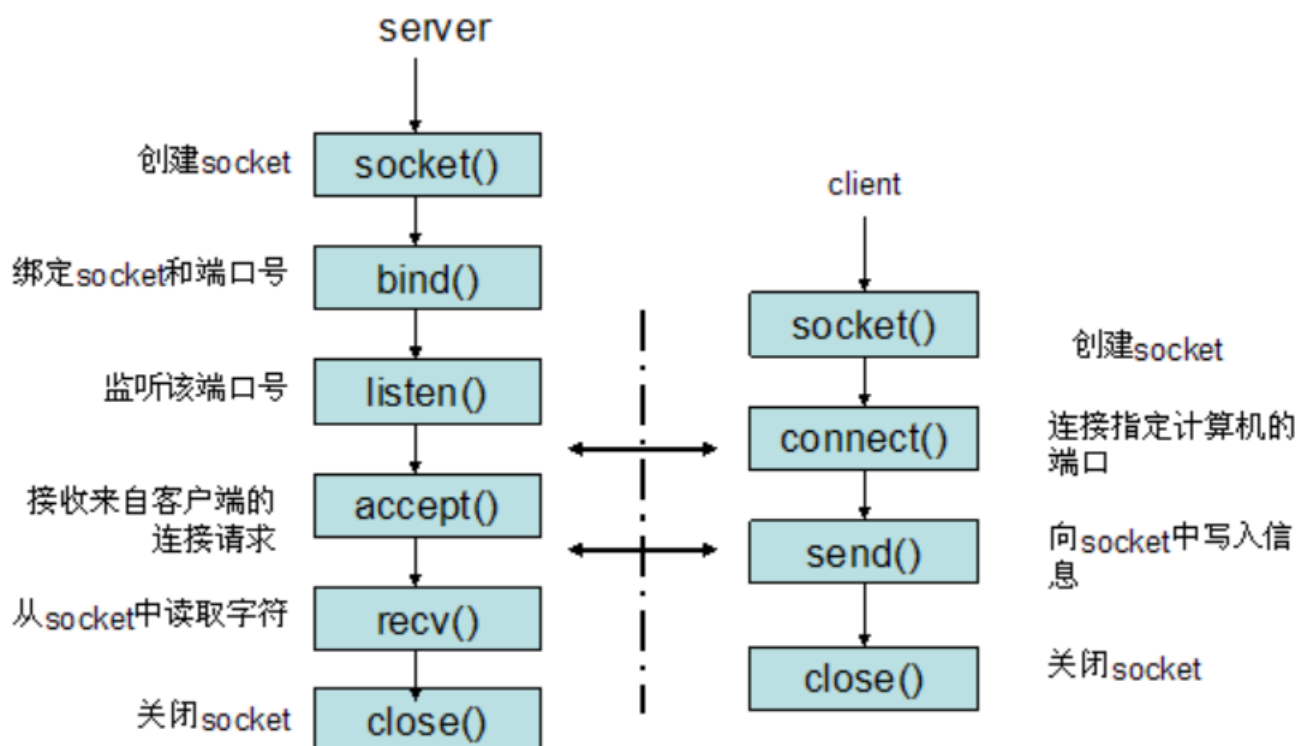 server
创建socket
socket()
绑定socket和端口号
bind()
监听该端口号
listen()
接收来自客户端的
连接请求
accept()
从socket中读取字符
recv()
关闭socket
close()
client
socket()
创建socket
connect()
连接指定计算机的
端口
send()
向socket中写入信
息
close()
关闭socket